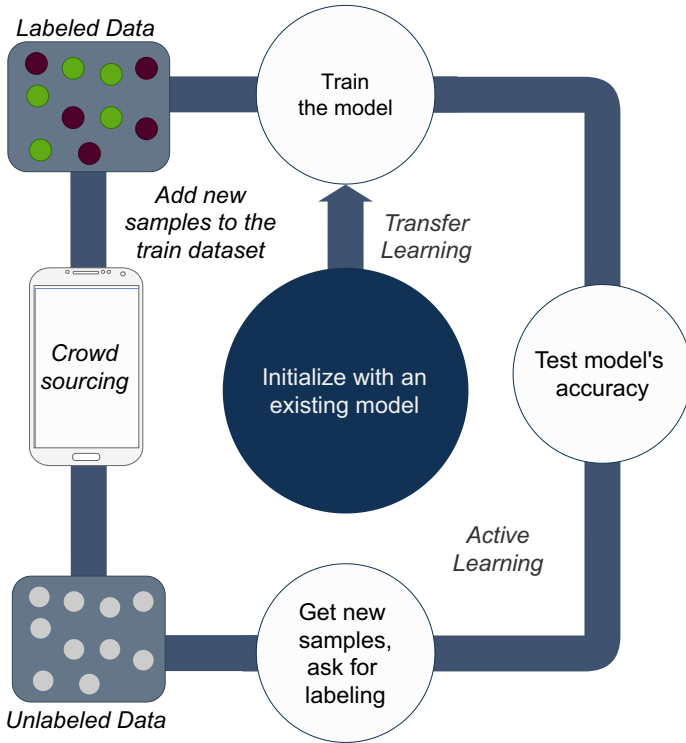 Labeled Data
Train
the model
Add new
samples to the
train dataset
Transfer
Learning
Crowd
sourcing
Initialize with an
existing model
Test model's
accuracy
Active
Learning
Get new
samples,
ask for
labeling
Unlabeled Data